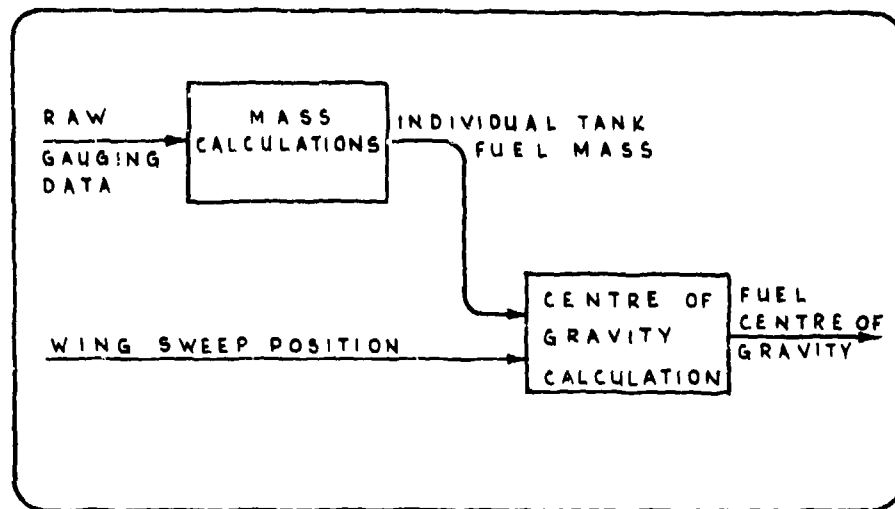 RAW
GAUGING
DATA
MASS
CALCULATIONS
INDIVIDUAL TANK
FUEL MASS
WING SWEEP POSITION
CENTRE OF
GRAVITY
CALCULATION
FUEL
CENTRE OF
GRAVITY